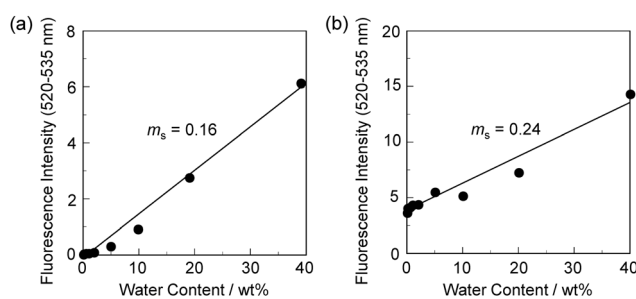 (a)
Fluorescence Intensity (520-535 nm)
8
6
4
2
0
m_s = 0.16
0 10 20 30 40
Water Content / wt%
(b)
Fluorescence Intensity (520-535 nm)
20
15
10
5
0
m_s = 0.24
0 10 20 30 40
Water Content / wt%